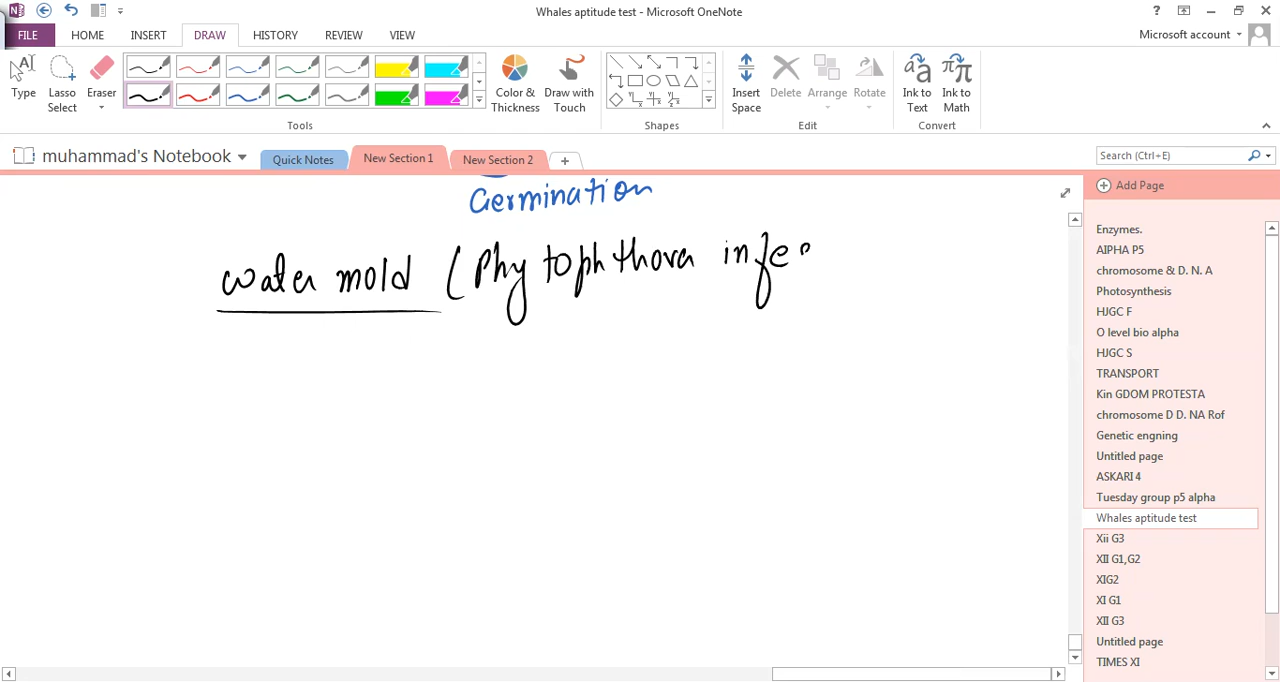 Whales aptitude test - Microsoft OneNote
FILE HOME INSERT DRAW HISTORY REVIEW VIEW
Microsoft account
Type
Lasso Select
Eraser
Color & Thickness
Draw with Touch
Insert Space
Delete
Arrange
Rotate
Ink to Text
Ink to Math
Tools Shapes Edit Convert
muhammad's Notebook Quick Notes New Section 1 New Section 2
Search (Ctrl+E)
Add Page
Germination
water mold (Phytophthora infe
Enzymes.
AIPHA P5
chromosome & D. N. A
Photosynthesis
HJGC F
O level bio alpha
HJGC S
TRANSPORT
Kin GDOM PROTESTA
chromosome D D. NA Rof
Genetic engning
Untitled page
ASKARI 4
Tuesday group p5 alpha
Whales aptitude test
Xii G3
XII G1,G2
XIG2
XI G1
XII G3
Untitled page
TIMES XI